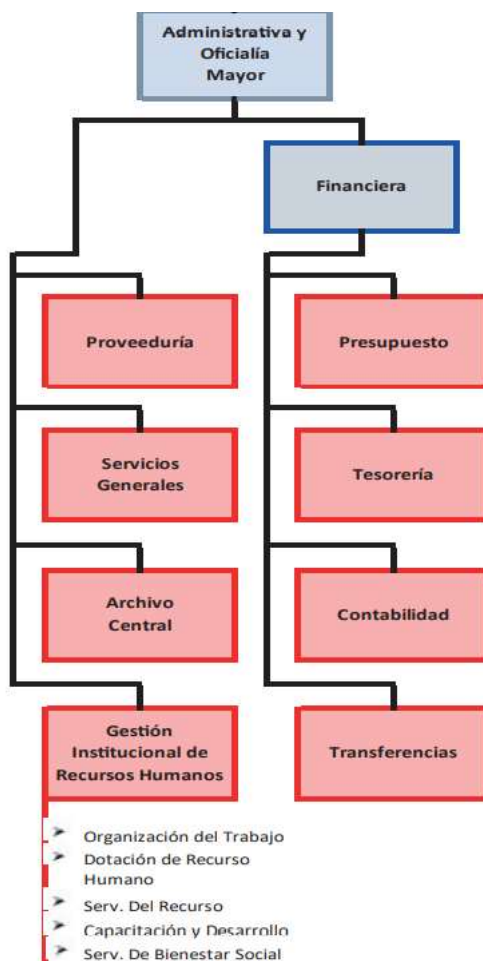 Administrativa y
Oficialía
Mayor
Financiera
Proveeduría
Presupuesto
Servicios
Generales
Tesorería
Archivo
Central
Contabilidad
Gestión
Institucional de
Recursos Humanos
Transferencias
➤ Organización del Trabajo
➤ Dotación de Recurso
Humano
➤ Serv. Del Recurso
➤ Capacitación y Desarrollo
➤ Serv. De Bienestar Social